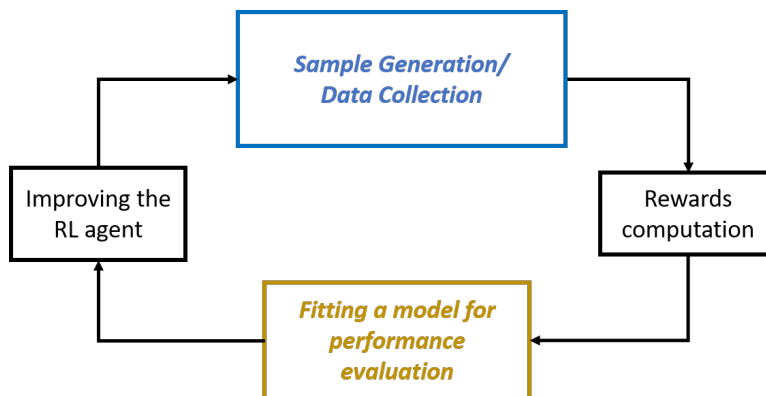 Sample Generation/
Data Collection
Improving the
RL agent
Rewards
computation
Fitting a model for
performance
evaluation